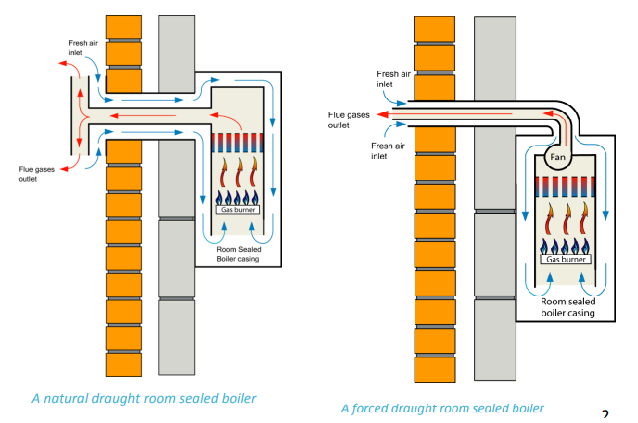 Fresh air
inlet
Flue gases
outlet
Gas burner
Room Sealed
Boiler casing
A natural draught room sealed boiler
Fresh air
inlet
Flue gases
outlet
Fresh air
inlet
Fan
Gas burner
Room sealed
boiler casing
A forced draught room sealed boiler
2